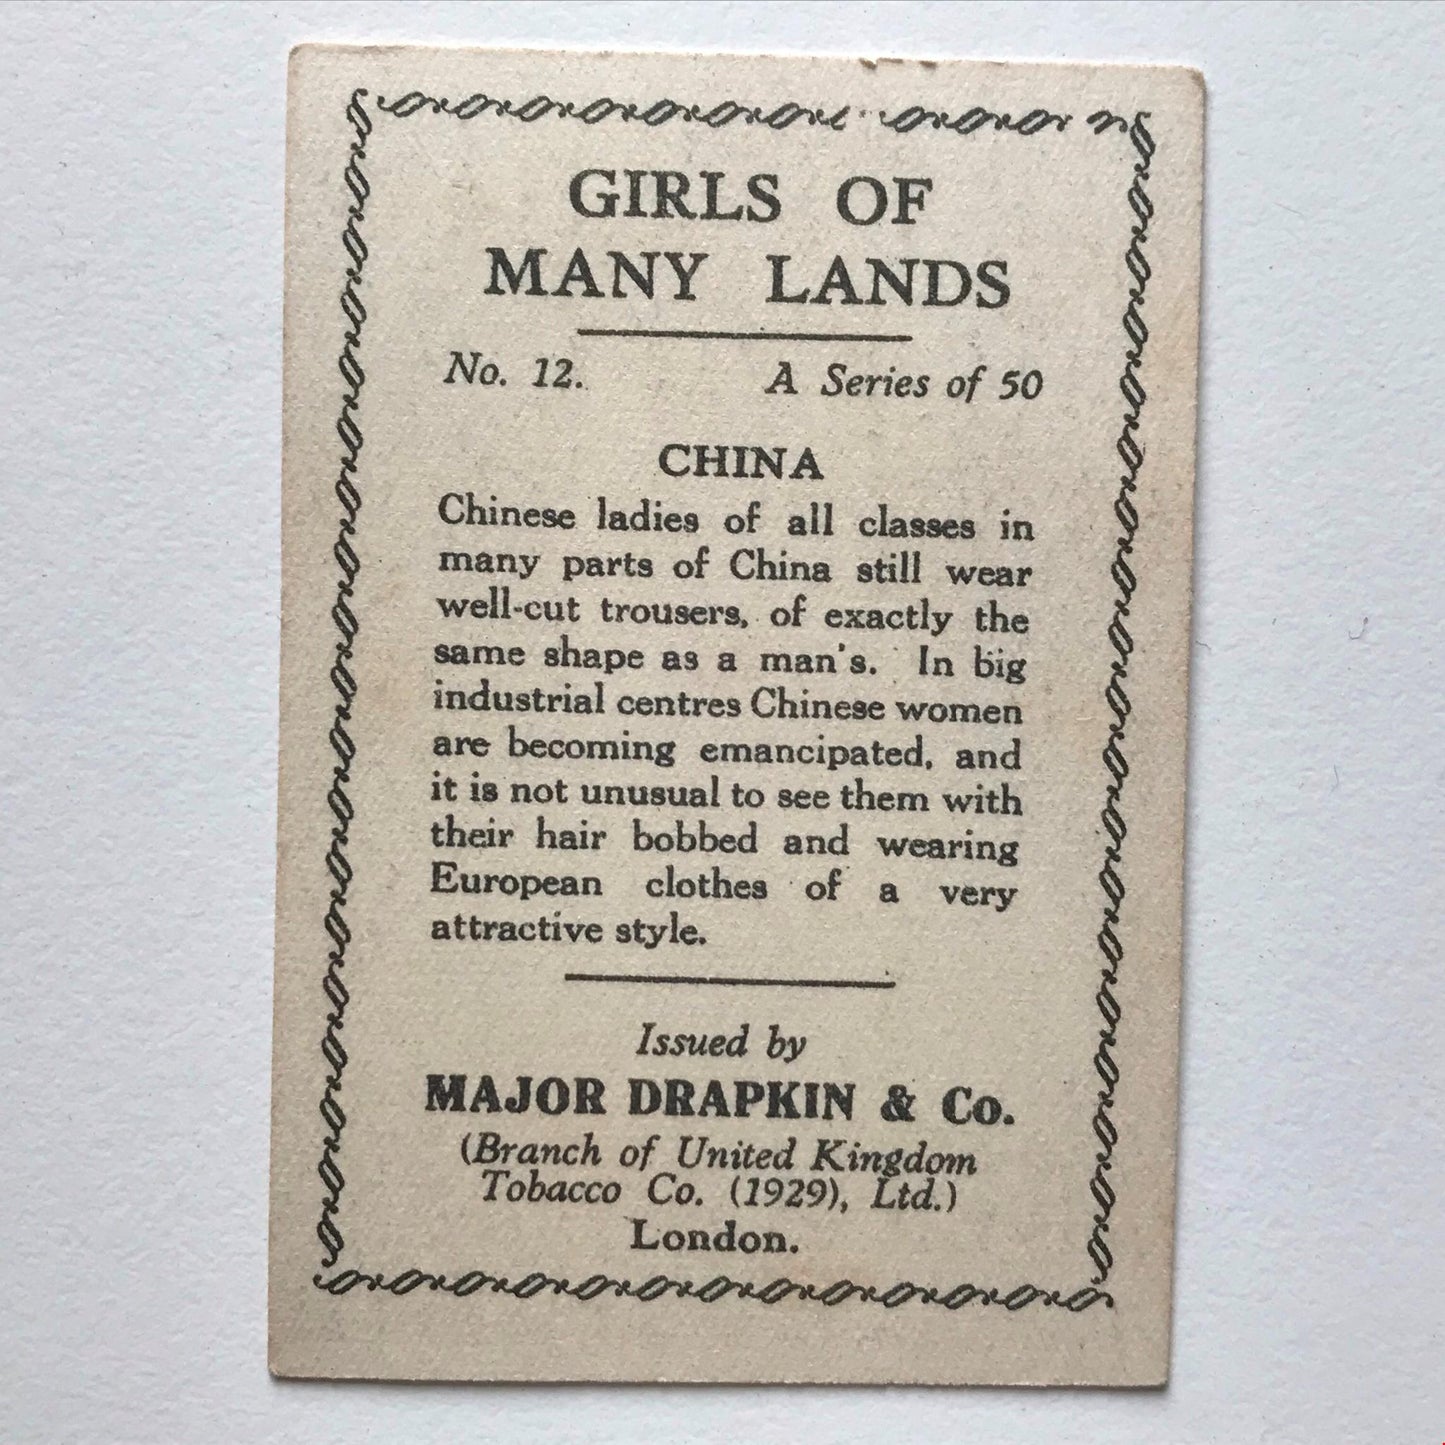 GIRLS OF
MANY LANDS
No. 12. A Series of 50
CHINA
Chinese ladies of all classes in
many parts of China still wear
well-cut trousers, of exactly the
same shape as a man's. In big
industrial centres Chinese women
are becoming emancipated, and
it is not unusual to see them with
their hair bobbed and wearing
European clothes of a very
attractive style.
Issued by
MAJOR DRAPKIN & Co.
(Branch of United Kingdom
Tobacco Co. (1929), Ltd.)
London.